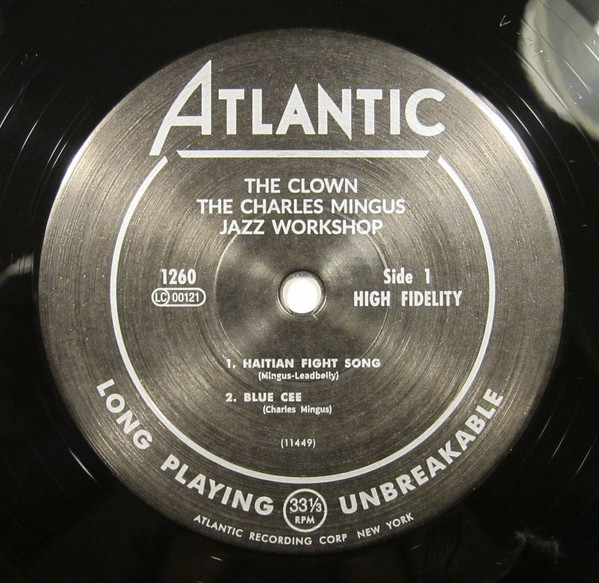 ATLANTIC
THE CLOWN
THE CHARLES MINGUS
JAZZ WORKSHOP
1260
LC 00121
Side 1
HIGH FIDELITY
1. HAITIAN FIGHT SONG
(Mingus-Leadbelly)
2. BLUE CEE
(Charles Mingus)
(11449)
LONG PLAYING 33⅓ RPM UNBREAKABLE
ATLANTIC RECORDING CORP NEW YORK